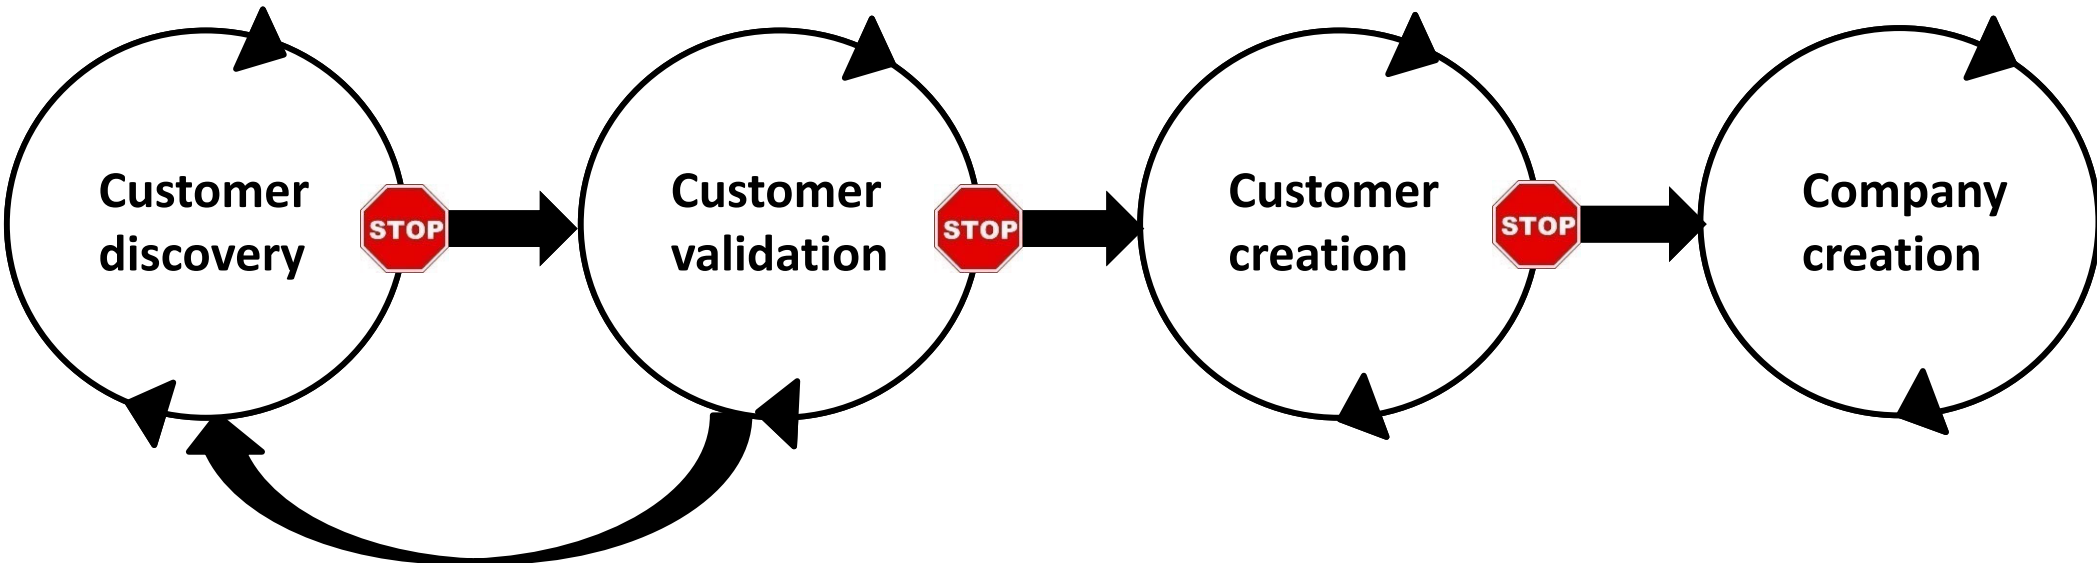 Customer
discovery
STOP
Customer
validation
STOP
Customer
creation
STOP
Company
creation